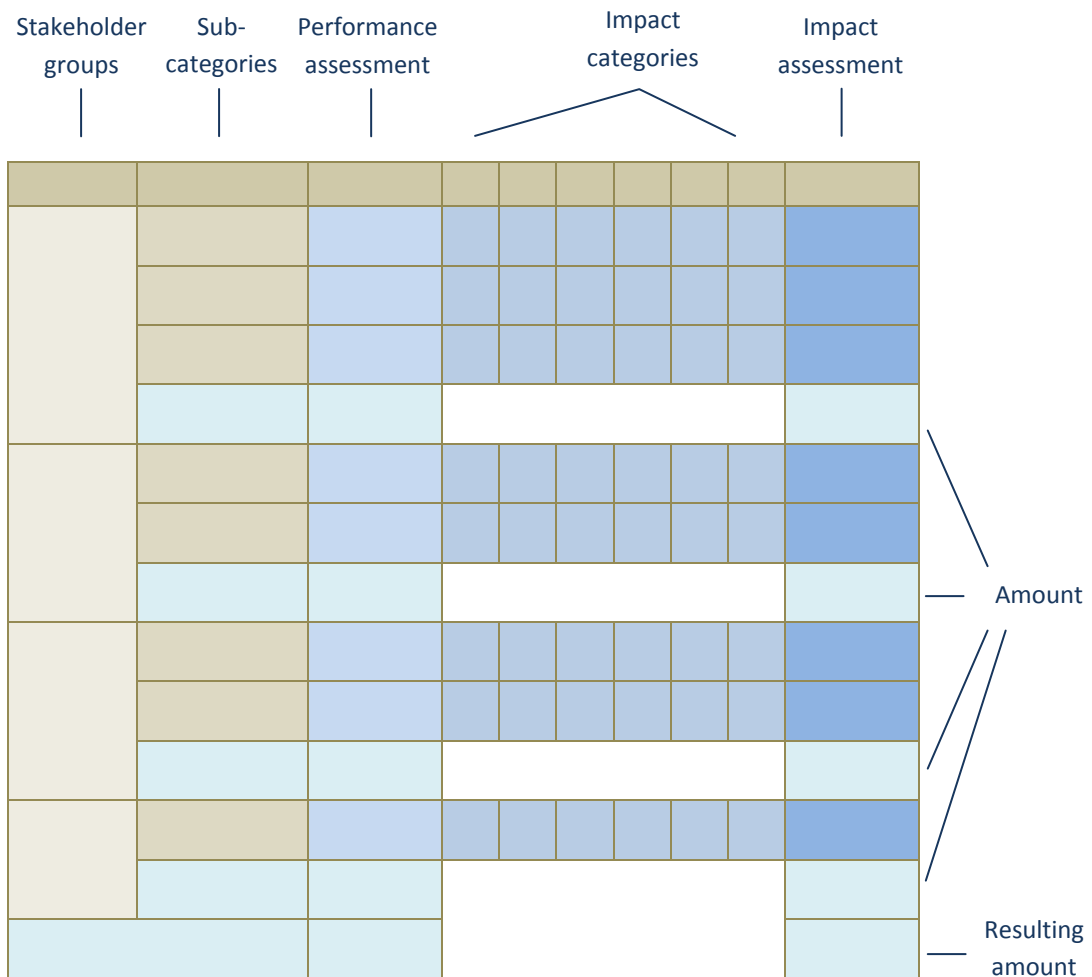 Stakeholder
groups
Sub-
categories
Performance
assessment
Impact
categories
Impact
assessment
Amount
Resulting
amount